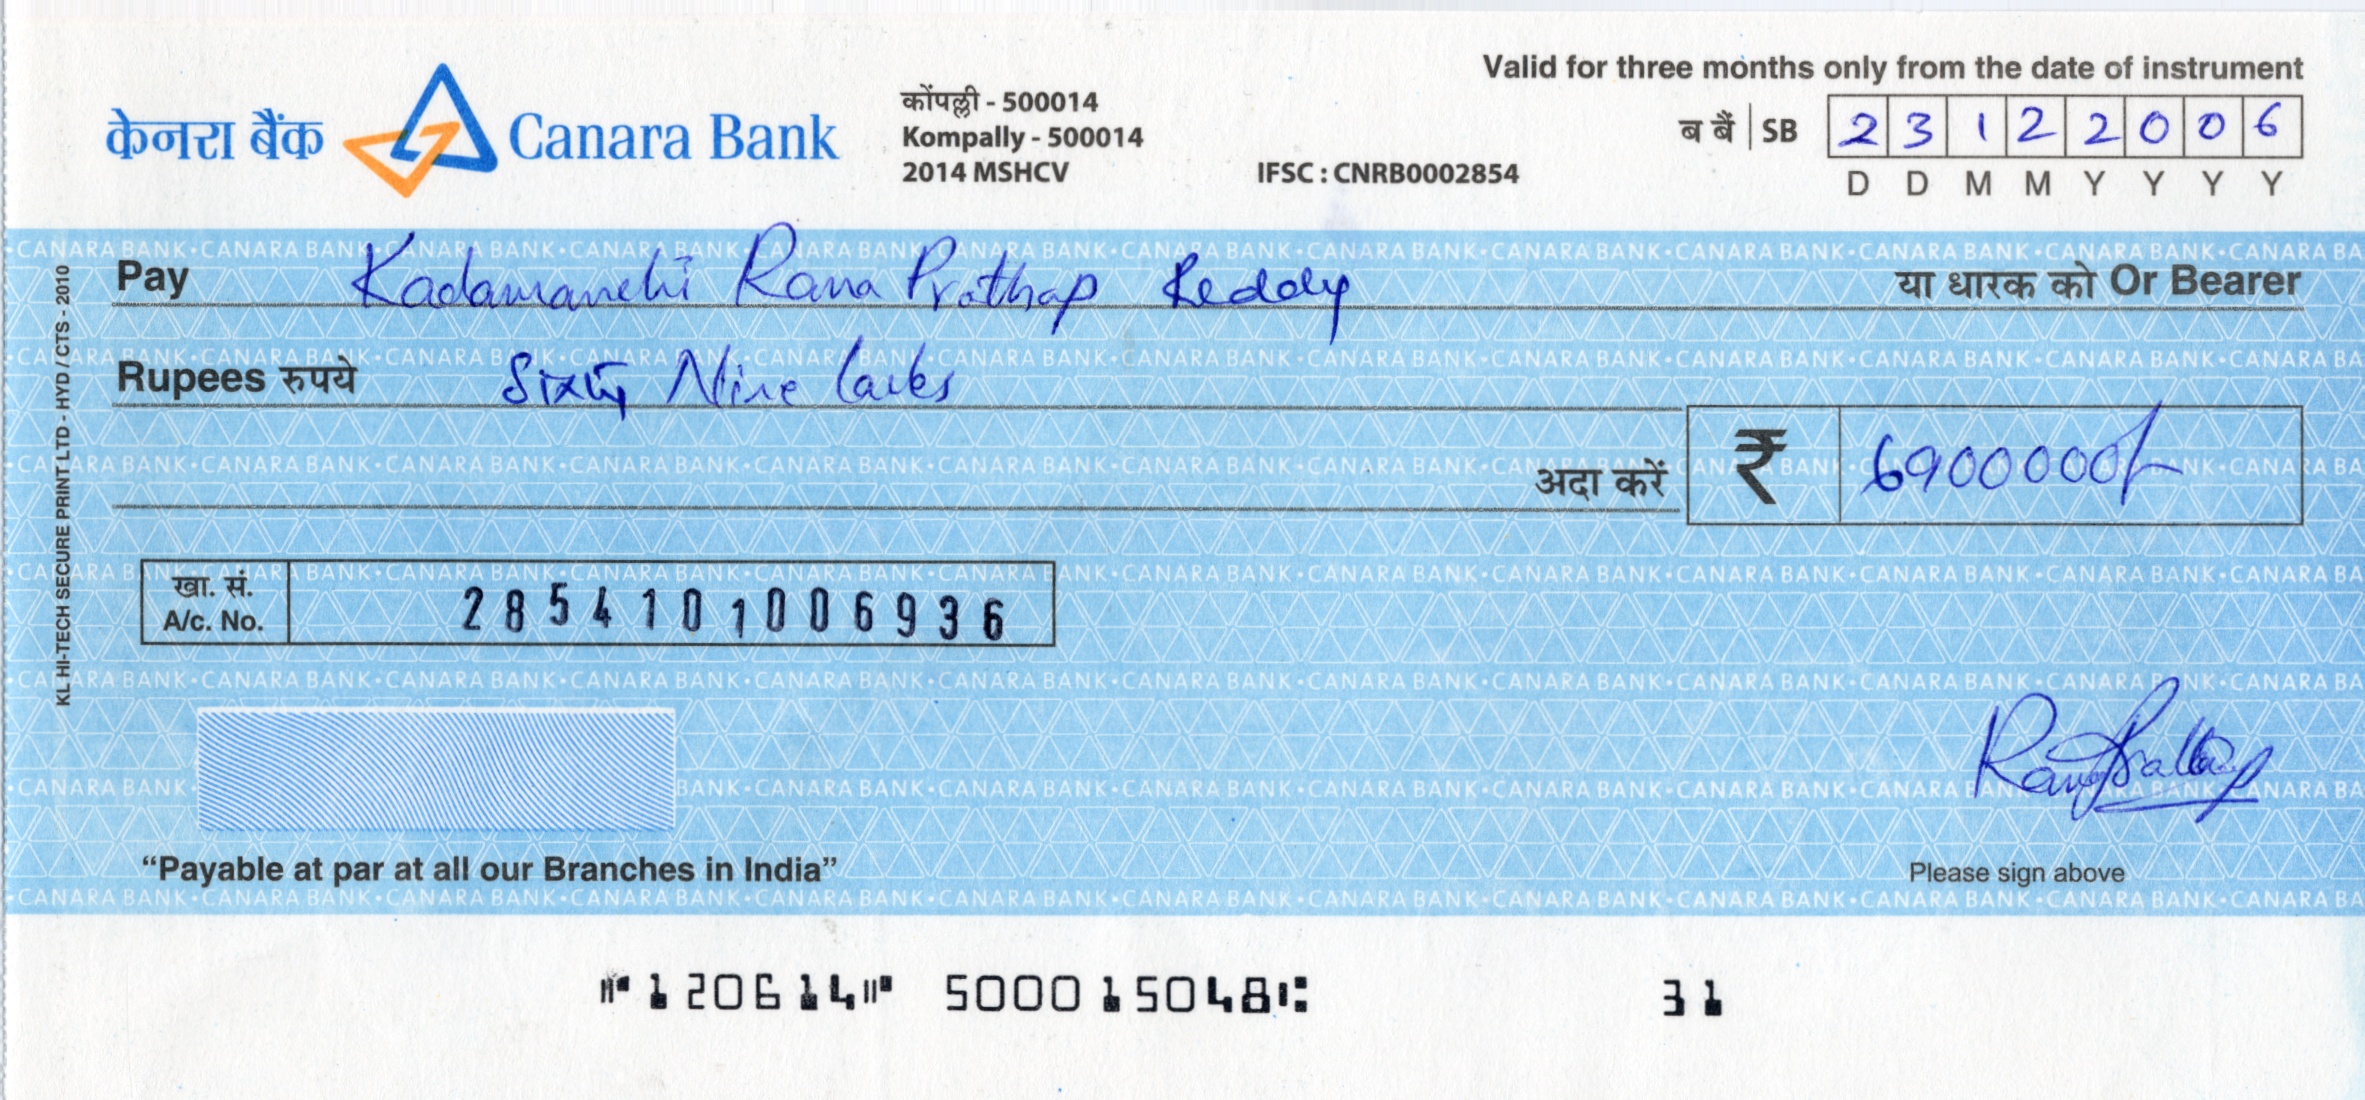 Valid for three months only from the date of instrument
केनरा बैंक Canara Bank
कोंपल्ली - 500014
Kompally - 500014
2014 MSHCV
IFSC : CNRB0002854
ब बैं | SB 2 3 1 2 2 0 0 6
D D M M Y Y Y Y
Pay Kadamanchi Rana Prathap Reddy या धारक को Or Bearer
Rupees रुपये Sixty Nine lacks
अदा करें ₹ 6900000/-
खा. सं.
A/c. No. 2854101006936
KL HI-TECH SECURE PRINT LTD - HYD / CTS - 2010
Rana Prathap
"Payable at par at all our Branches in India"
Please sign above
⑈120614⑈ 500015048⑆ 31